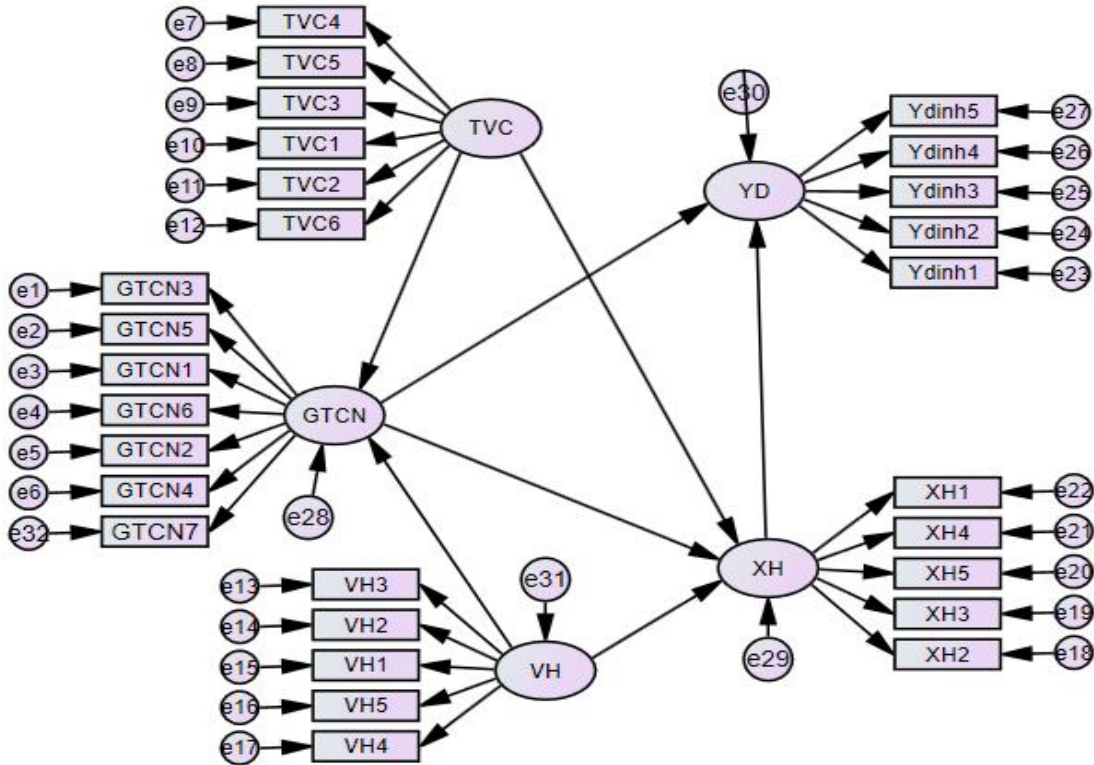 e7 TVC4
e8 TVC5
e9 TVC3
e10 TVC1
e11 TVC2
e12 TVC6
TVC
e30
YD
Ydinh5 e27
Ydinh4 e26
Ydinh3 e25
Ydinh2 e24
Ydinh1 e23
e1 GTCN3
e2 GTCN5
e3 GTCN1
e4 GTCN6
e5 GTCN2
e6 GTCN4
e32 GTCN7
GTCN
e28
e13 VH3
e14 VH2
e15 VH1
e16 VH5
e17 VH4
e31
VH
XH
e29
XH1 e22
XH4 e21
XH5 e20
XH3 e19
XH2 e18